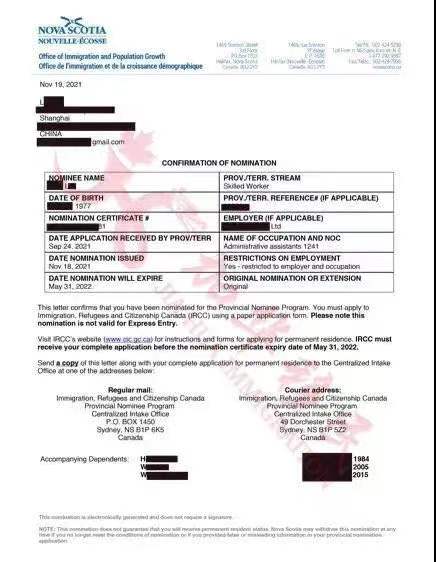 NOVA SCOTIA
NOUVELLE-ÉCOSSE
Office of Immigration and Population Growth
Office de l'immigration et de la croissance démographique
Nov 19, 2021
L
Shanghai
CHINA
gmail.com
CONFIRMATION OF NOMINATION
NOMINEE NAME
PROV./TERR. STREAM
Skilled Worker
DATE OF BIRTH
1977
PROV./TERR. REFERENCE# (IF APPLICABLE)
NOMINATION CERTIFICATE #
EMPLOYER (IF APPLICABLE)
Ltd
DATE APPLICATION RECEIVED BY PROV/TERR
Sep 24, 2021
NAME OF OCCUPATION AND NOC
Administrative assistants 1241
DATE NOMINATION ISSUED
Nov 18, 2021
RESTRICTIONS ON EMPLOYMENT
Yes - restricted to employer and occupation
DATE NOMINATION WILL EXPIRE
May 31, 2022
ORIGINAL NOMINATION OR EXTENSION
Original
This letter confirms that you have been nominated for the Provincial Nominee Program. You must apply to
Immigration, Refugees and Citizenship Canada (IRCC) using a paper application form. Please note this
nomination is not valid for Express Entry.
Visit IRCC's website (www.cic.gc.ca) for instructions and forms for applying for permanent residence. IRCC must
receive your complete application before the nomination certificate expiry date of May 31, 2022.
Send a copy of this letter along with your complete application for permanent residence to the Centralized Intake
Office at one of the addresses below:
Regular mail:
Immigration, Refugees and Citizenship Canada
Provincial Nominee Program
Centralized Intake Office
P.O. BOX 1450
Sydney, NS B1P 6K5
Canada
Courier address:
Immigration, Refugees and Citizenship Canada
Provincial Nominee Program
Centralized Intake Office
49 Dorchester Street
Sydney, NS B1P 5Z2
Canada
Accompanying Dependents: H
1984
W
2005
W
2015
This nomination is electronically generated and does not require a signature.
NOTE: This nomination does not guarantee that you will receive permanent resident status. Nova Scotia may withdraw this nomination at any
time if you no longer meet the conditions of nomination or if you provided false or misleading information in your provincial nomination
application.